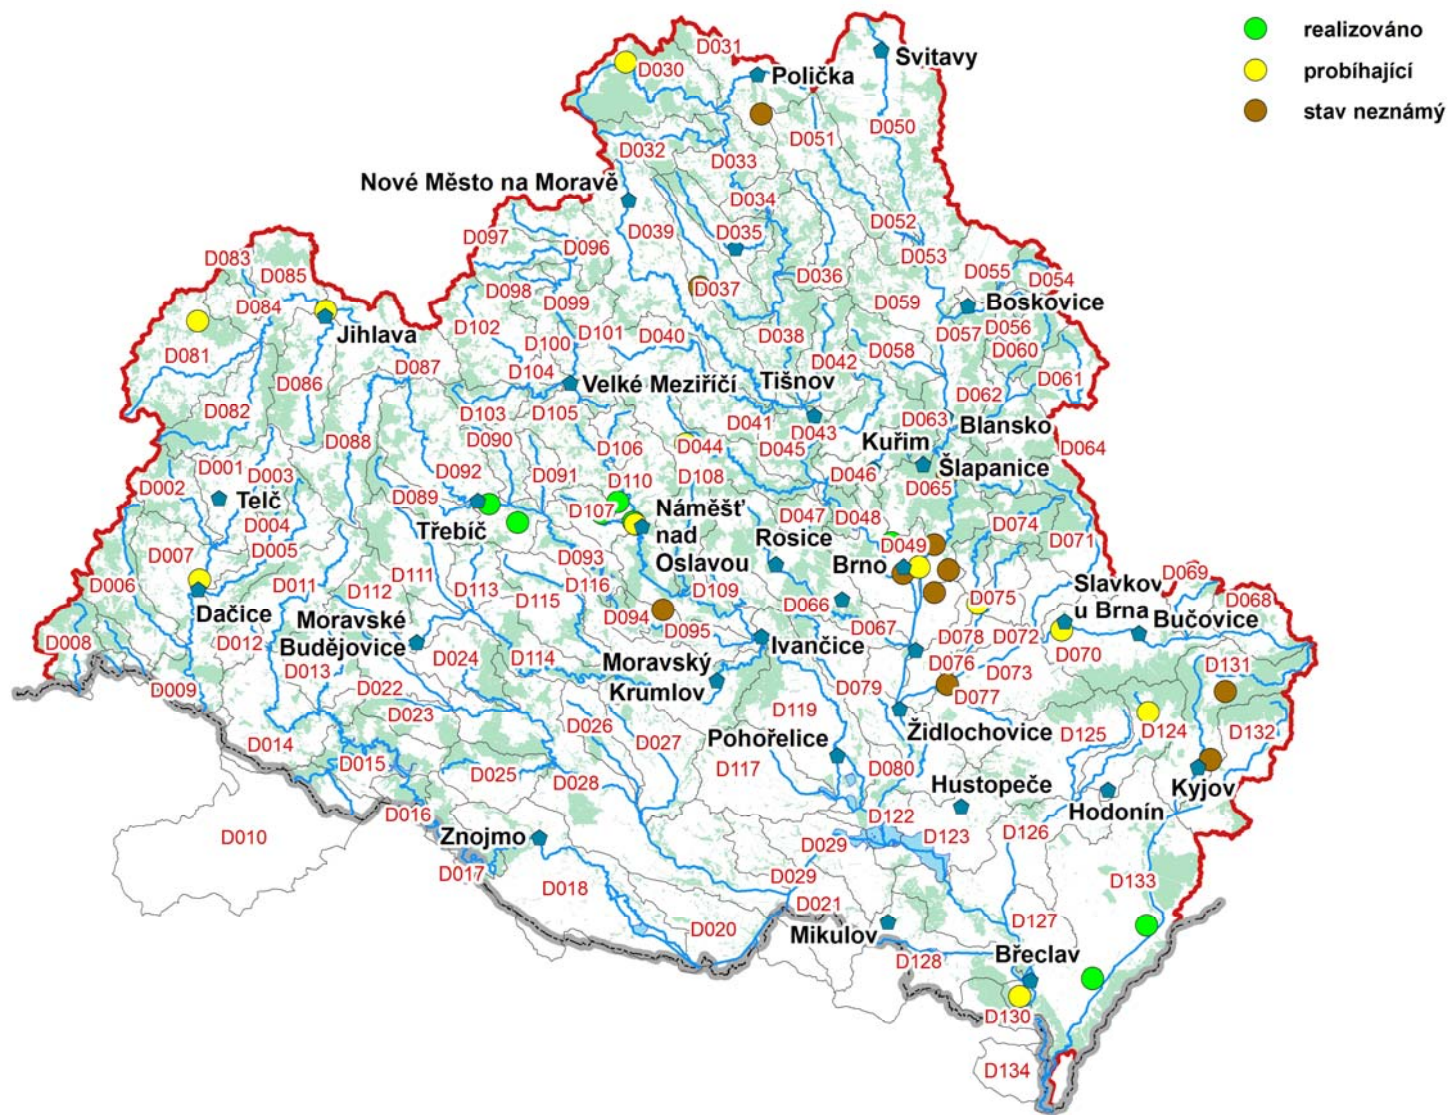 realizováno
probíhající
stav neznámý
D031
D030
Polička
Svitavy
D051
D050
D032
D033
Nové Město na Moravě
D034
D039
D035
D052
D097
D096
D036
D053
D083
D085
D055
D054
D098
D099
D037
D059
Boskovice
D084
Jihlava
D102
D101
D038
D057
D056
D081
D100
D040
D042
D058
D060
D087
D104
Velké Meziříčí
Tišnov
D061
D086
D062
D082
D103
D105
D041
D043
D063
Blansko
D088
D090
D106
D044
D045
Kuřim
D064
D001
D003
D092
D091
D108
D046
Šlapanice
D002
D110
D065
Telč
D089
D107
Náměšť
nad
Oslavou
D047
D048
D074
D004
Třebíč
Rosice
D071
D007
D005
D093
D049
Brno
D069
D006
D011
D112
D111
D113
D116
D109
D075
Slavkov
u Brna
D068
Dačice
D115
D094
D066
Bučovice
D008
D012
Moravské
Budějovice
D095
D067
D078
D072
D070
D024
D114
Ivančice
D076
D073
D131
D009
D013
Moravský
Krumlov
D079
D077
D022
D023
D026
D119
D124
D132
D014
D027
Pohořelice
Židlochovice
D125
D015
D025
D028
D117
D080
Kyjov
D016
Hustopeče
Hodonín
D010
Znojmo
D122
D123
D126
D029
D017
D018
D029
D133
D021
D020
Mikulov
D127
D128
Břeclav
D130
D134